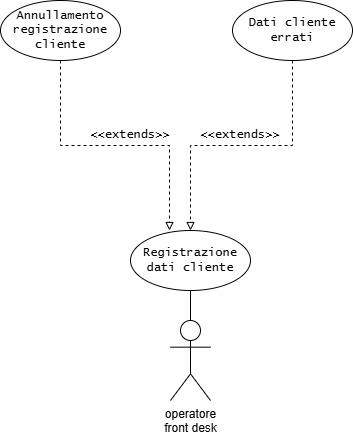 Annullamento
registrazione
cliente
Dati cliente
errati
<<extends>>
<<extends>>
Registrazione
dati cliente
operatore
front desk